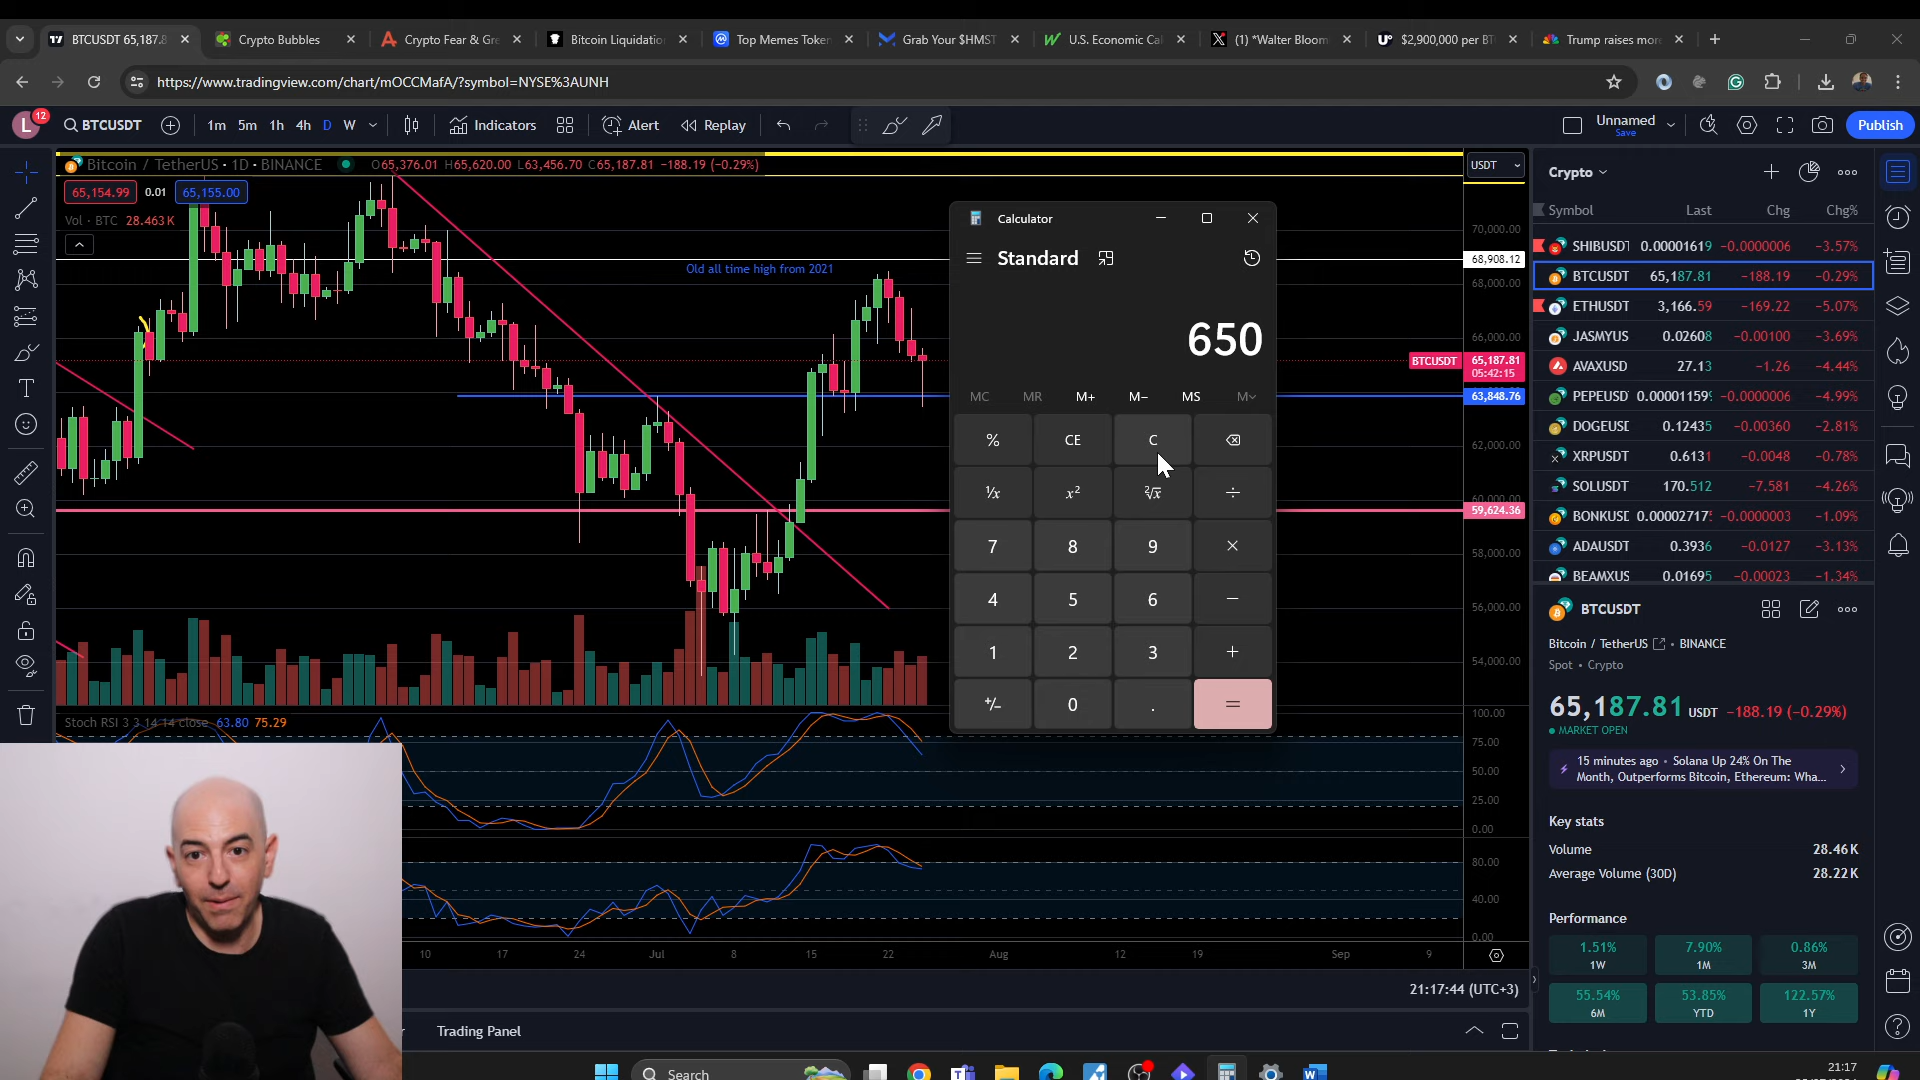 BTCUSDT 65,187.8
Crypto Bubbles
Crypto Fear & Gre
Bitcoin Liquidation
Top Memes Token
Grab Your $HMST
U.S. Economic Cal
(1) *Walter Bloom
$2,900,000 per BT
Trump raises more
https://www.tradingview.com/chart/mOCCMafA/?symbol=NYSE%3AUNH
L 12 BTCUSDT 1m 5m 1h 4h D W Indicators Alert Replay Unnamed Save Publish
Bitcoin / TetherUS · 1D · BINANCE O65,376.01 H65,620.00 L63,456.70 C65,187.81 −188.19 (−0.29%)
USDT
65,154.99 0.01 65,155.00
Vol · BTC 28.463K
Old all time high from 2021
70,000.00
68,908.12
68,000.00
66,000.00
BTCUSDT 65,187.81
05:42:15
63,848.76
62,000.00
60,000.00
59,624.36
58,000.00
56,000.00
54,000.00
Calculator
Standard
650
MC MR M+ M− MS M
% CE C
¹/x x² ²√x ÷
7 8 9 ×
4 5 6 −
1 2 3 +
+/− 0 . =
Stoch RSI 3 3 14 14 close 63.80 75.29
100.00
75.00
50.00
25.00
0.00
80.00
40.00
0.00
10 17 24 Jul 8 15 22 Aug 12 19 Sep 9
21:17:44 (UTC+3)
Trading Panel
Crypto
Symbol Last Chg Chg%
SHIBUSDT 0.00001619 −0.0000006 −3.57%
BTCUSDT 65,187.81 −188.19 −0.29%
ETHUSDT 3,166.59 −169.22 −5.07%
JASMYUS 0.02608 −0.00100 −3.69%
AVAXUSD 27.13 −1.26 −4.44%
PEPEUSD 0.00001159 −0.0000006 −4.99%
DOGEUSD 0.12435 −0.00360 −2.81%
XRPUSDT 0.6131 −0.0048 −0.78%
SOLUSDT 170.512 −7.581 −4.26%
BONKUSD 0.00002717 −0.0000003 −1.09%
ADAUSDT 0.3936 −0.0127 −3.13%
BEAMXUS 0.01695 −0.00023 −1.34%
BTCUSDT
Bitcoin / TetherUS • BINANCE
Spot • Crypto
65,187.81 USDT −188.19 (−0.29%)
MARKET OPEN
15 minutes ago • Solana Up 24% On The
Month, Outperforms Bitcoin, Ethereum: Wha...
Key stats
Volume 28.46K
Average Volume (30D) 28.22K
Performance
1.51% 7.90% 0.86%
1W 1M 3M
55.54% 53.85% 122.57%
6M YTD 1Y
Search
21:17